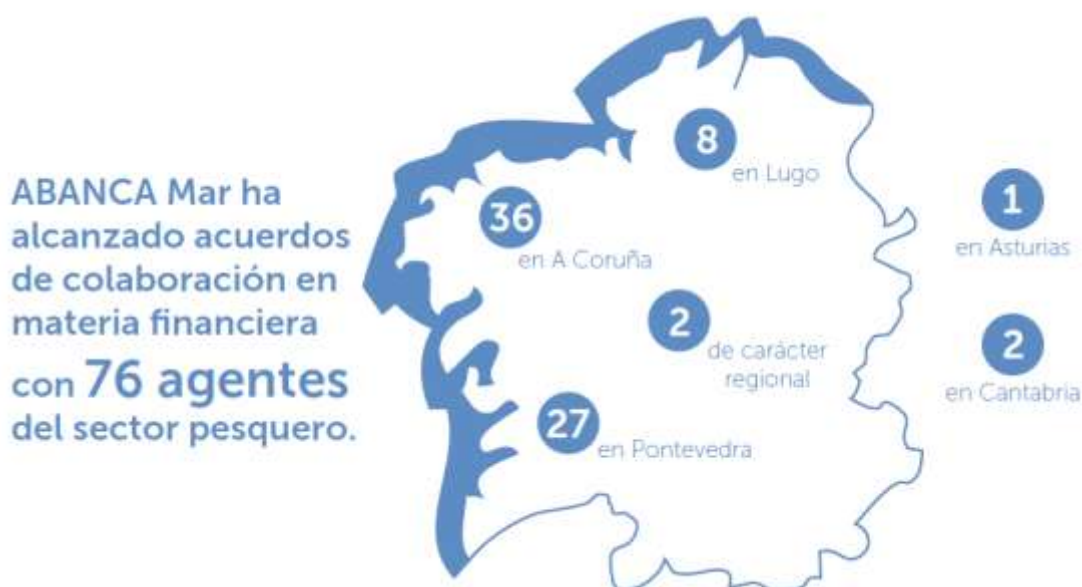 ABANCA Mar ha
alcanzado acuerdos
de colaboración en
materia financiera
con 76 agentes
del sector pesquero.
8
en Lugo
36
en A Coruña
2
de carácter
regional
27
en Pontevedra
1
en Asturias
2
en Cantabria